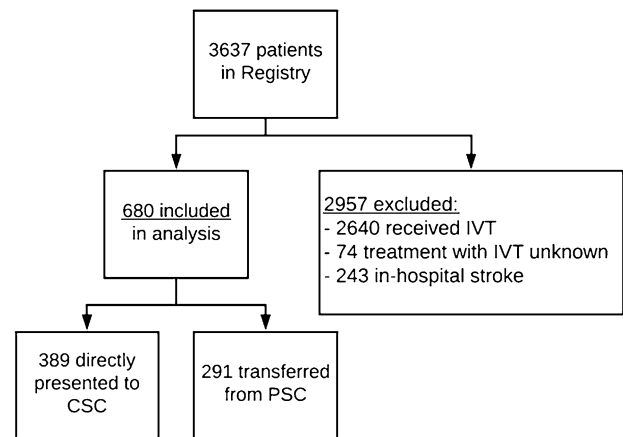 3637 patients
in Registry
680 included
in analysis
2957 excluded:
- 2640 received IVT
- 74 treatment with IVT unknown
- 243 in-hospital stroke
389 directly
presented to
CSC
291 transferred
from PSC